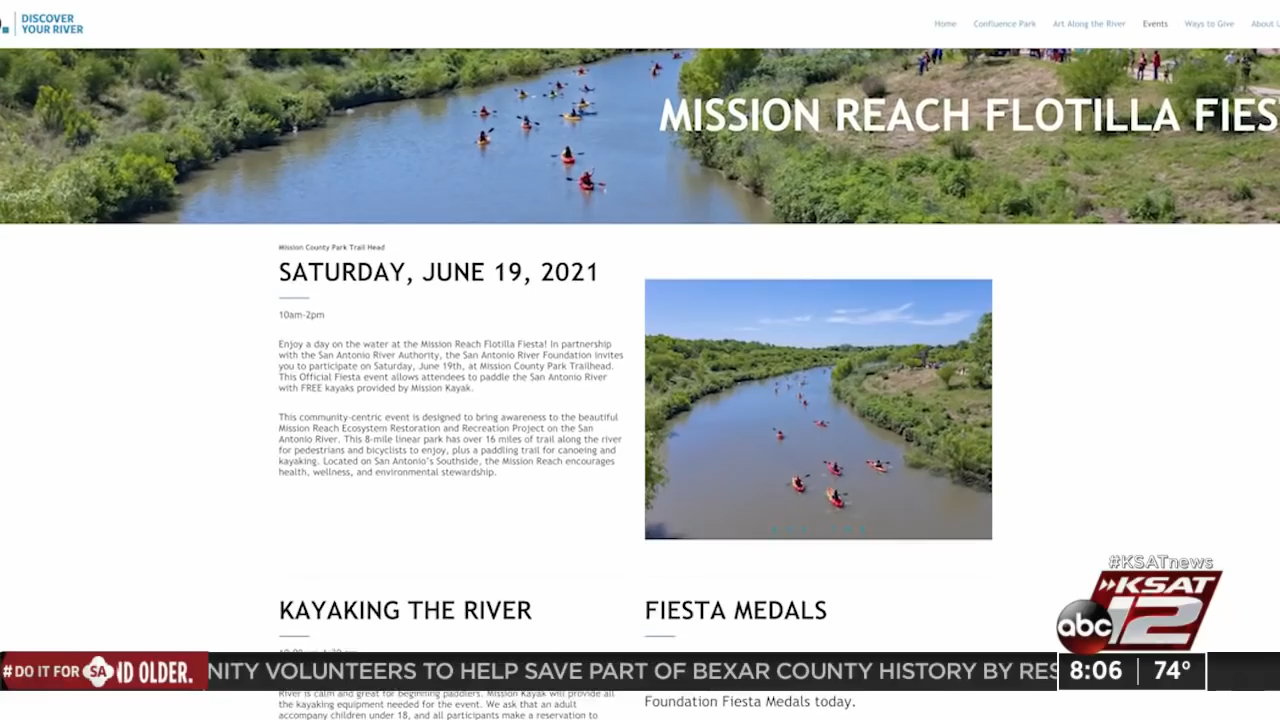 DISCOVER
YOUR RIVER
Home Confluence Park Art Along the River Events Ways to Give About
MISSION REACH FLOTILLA FIES
Mission County Park Trail Head
SATURDAY, JUNE 19, 2021
10am-2pm
Enjoy a day on the water at the Mission Reach Flotilla Fiesta! In partnership
with the San Antonio River Authority, the San Antonio River Foundation invites
you to participate on Saturday, June 19th, at Mission County Park Trailhead.
This Official Fiesta event allows attendees to paddle the San Antonio River
with FREE kayaks provided by Mission Kayak.
This community-centric event is designed to bring awareness to the beautiful
Mission Reach Ecosystem Restoration and Recreation Project on the San
Antonio River. This 8-mile linear park has over 16 miles of trail along the river
for pedestrians and bicyclists to enjoy, plus a paddling trail for canoeing and
kayaking. Located on San Antonio's Southside, the Mission Reach encourages
health, wellness, and environmental stewardship.
KAYAKING THE RIVER
FIESTA MEDALS
#KSATnews
KSAT
abc 12
#DO IT FOR SA ID OLDER.
NITY VOLUNTEERS TO HELP SAVE PART OF BEXAR COUNTY HISTORY BY RES
8:06 74°
River is calm and great for beginning paddlers. Mission Kayak will provide all
the kayaking equipment needed for the event. We ask that an adult
accompany children under 18, and all participants make a reservation to
Foundation Fiesta Medals today.